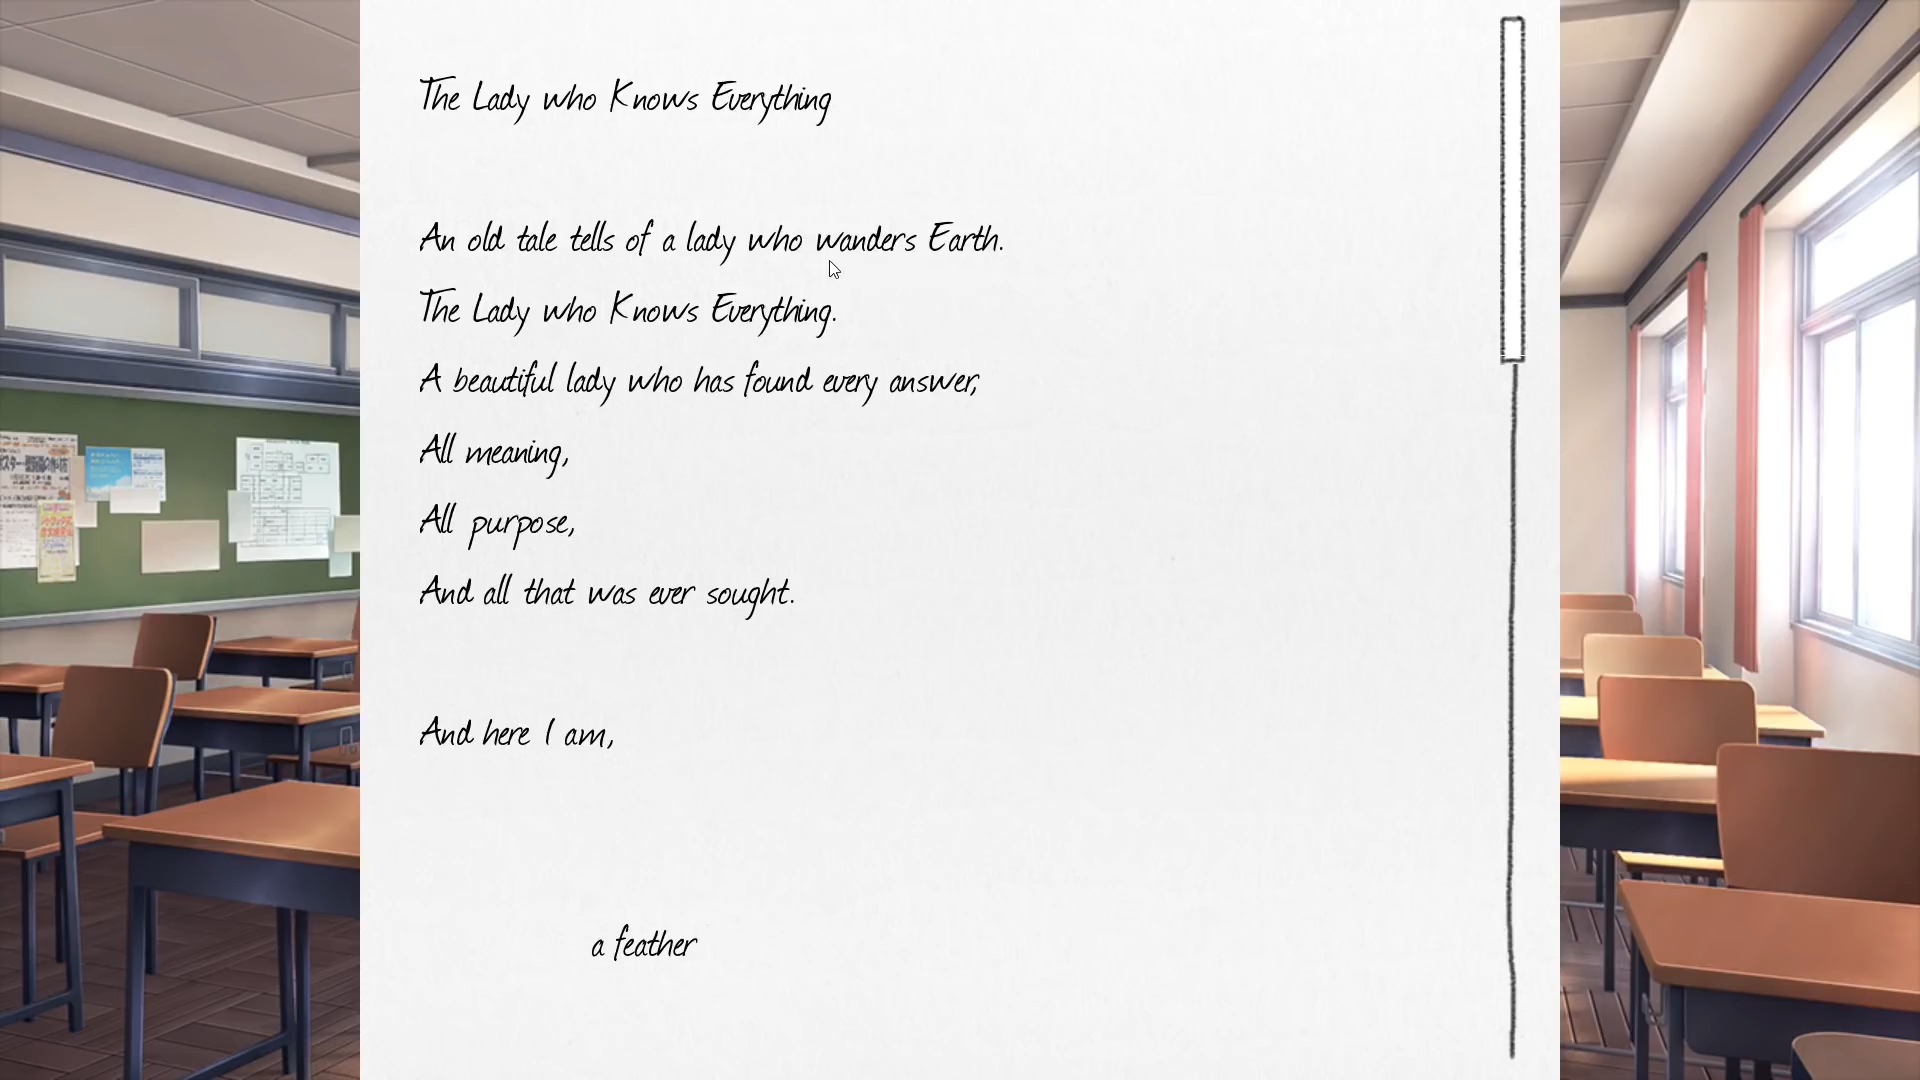 The Lady who Knows Everything
An old tale tells of a lady who wanders Earth.
The Lady who Knows Everything.
A beautiful lady who has found every answer,
All meaning,
All purpose,
And all that was ever sought.
And here I am,
a feather